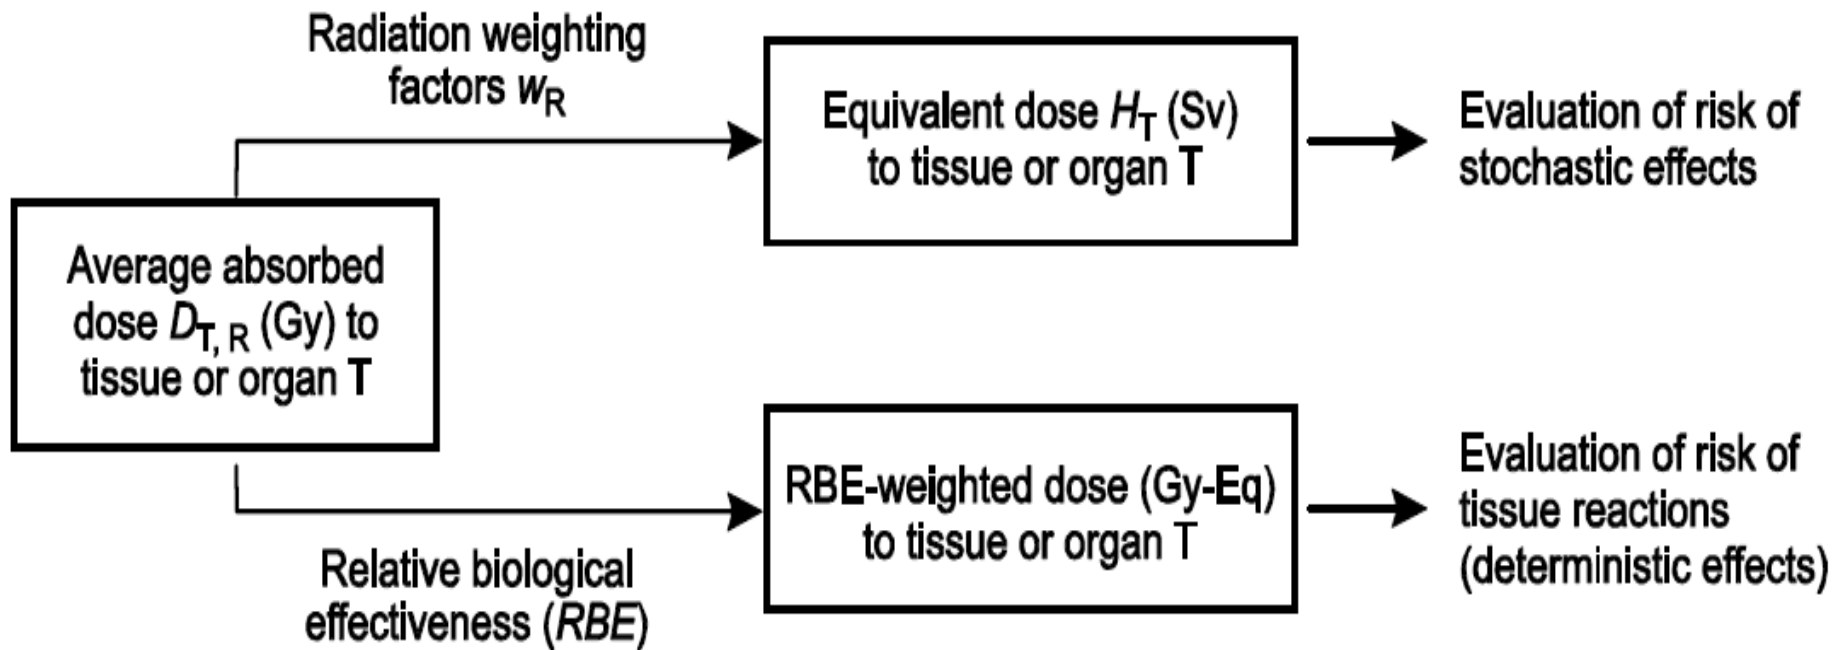 Radiation weighting
factors wR
Equivalent dose HT (Sv)
to tissue or organ T
Evaluation of risk of
stochastic effects
Average absorbed
dose DT, R (Gy) to
tissue or organ T
RBE-weighted dose (Gy-Eq)
to tissue or organ T
Evaluation of risk of
tissue reactions
(deterministic effects)
Relative biological
effectiveness (RBE)